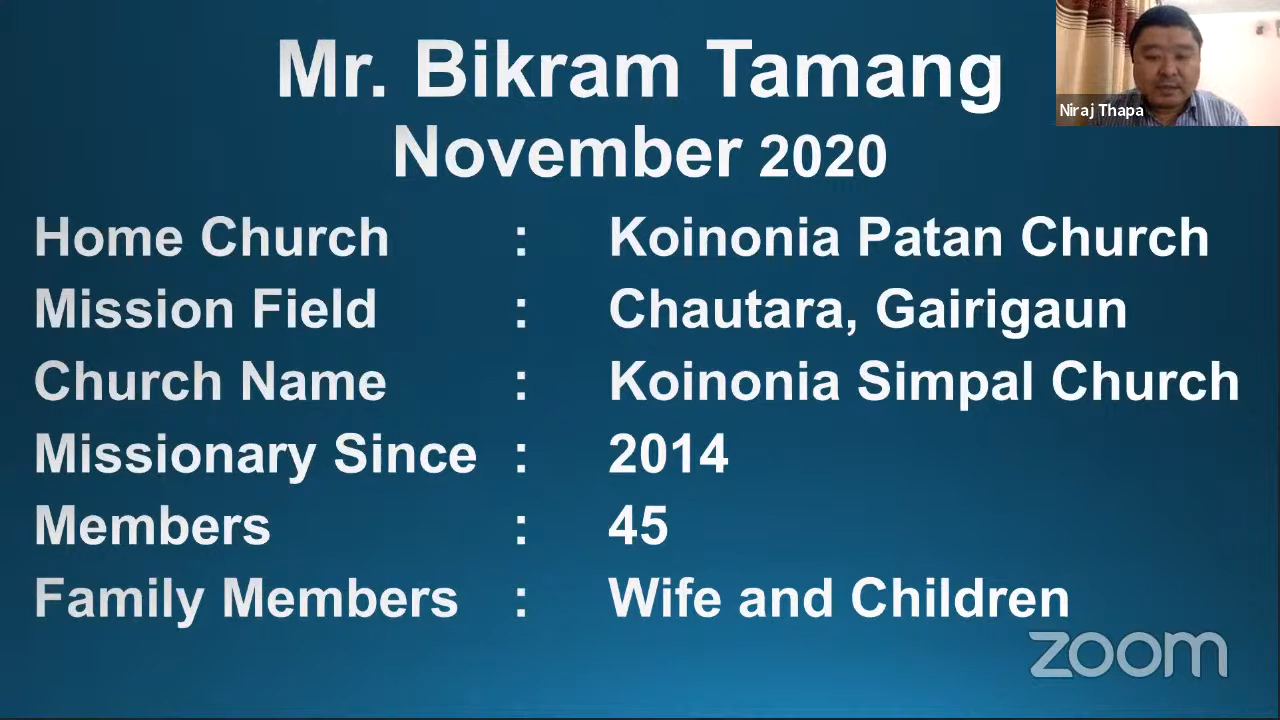 Mr. Bikram Tamang
November 2020
Niraj Thapa
Home Church : Koinonia Patan Church
Mission Field : Chautara, Gairigaun
Church Name : Koinonia Simpal Church
Missionary Since : 2014
Members : 45
Family Members : Wife and Children
zoom